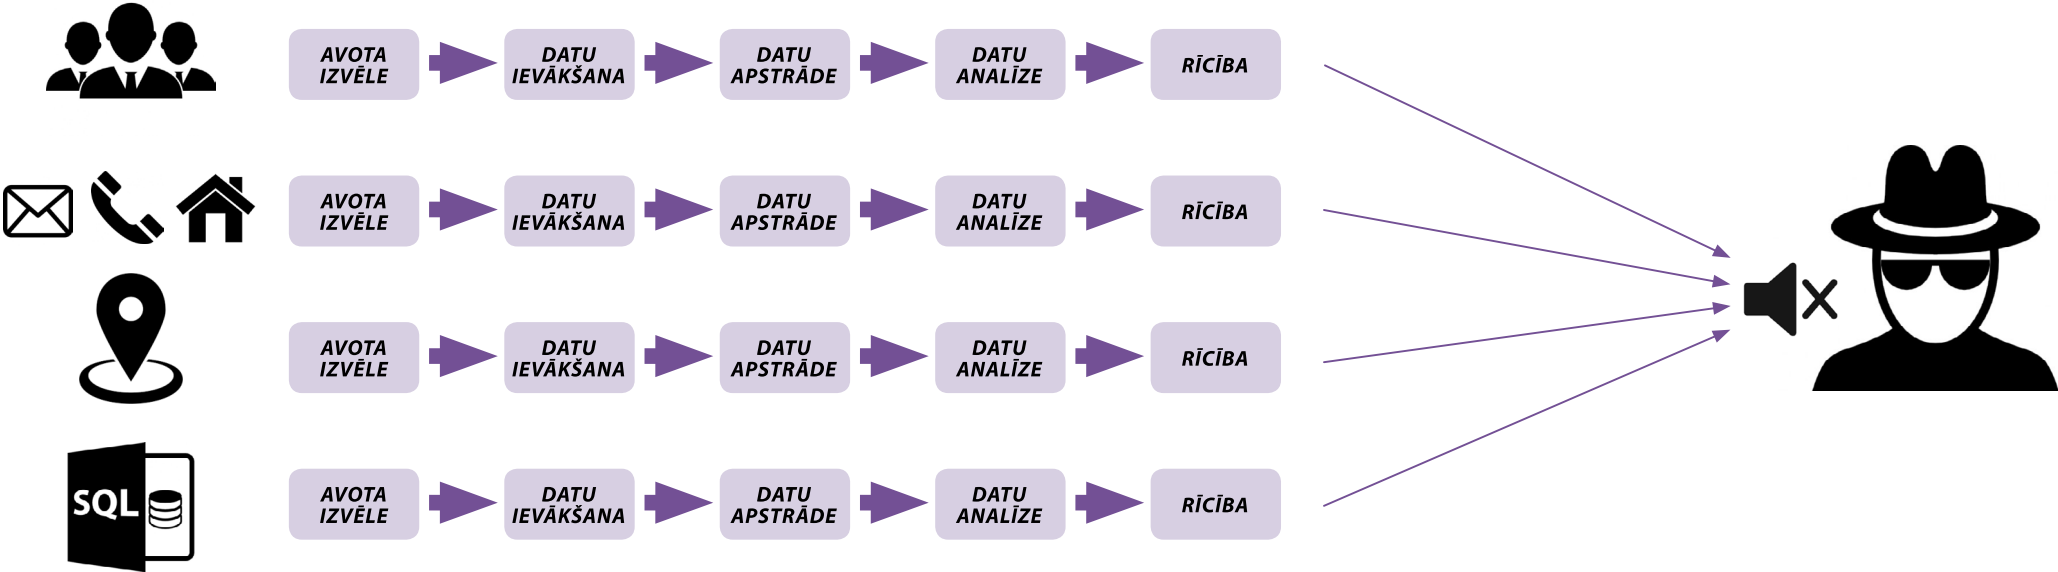 AVOTA
IZVĒLE
DATU
IEVĀKŠANA
DATU
APSTRĀDE
DATU
ANALĪZE
RĪCĪBA
AVOTA
IZVĒLE
DATU
IEVĀKŠANA
DATU
APSTRĀDE
DATU
ANALĪZE
RĪCĪBA
AVOTA
IZVĒLE
DATU
IEVĀKŠANA
DATU
APSTRĀDE
DATU
ANALĪZE
RĪCĪBA
SQL
AVOTA
IZVĒLE
DATU
IEVĀKŠANA
DATU
APSTRĀDE
DATU
ANALĪZE
RĪCĪBA